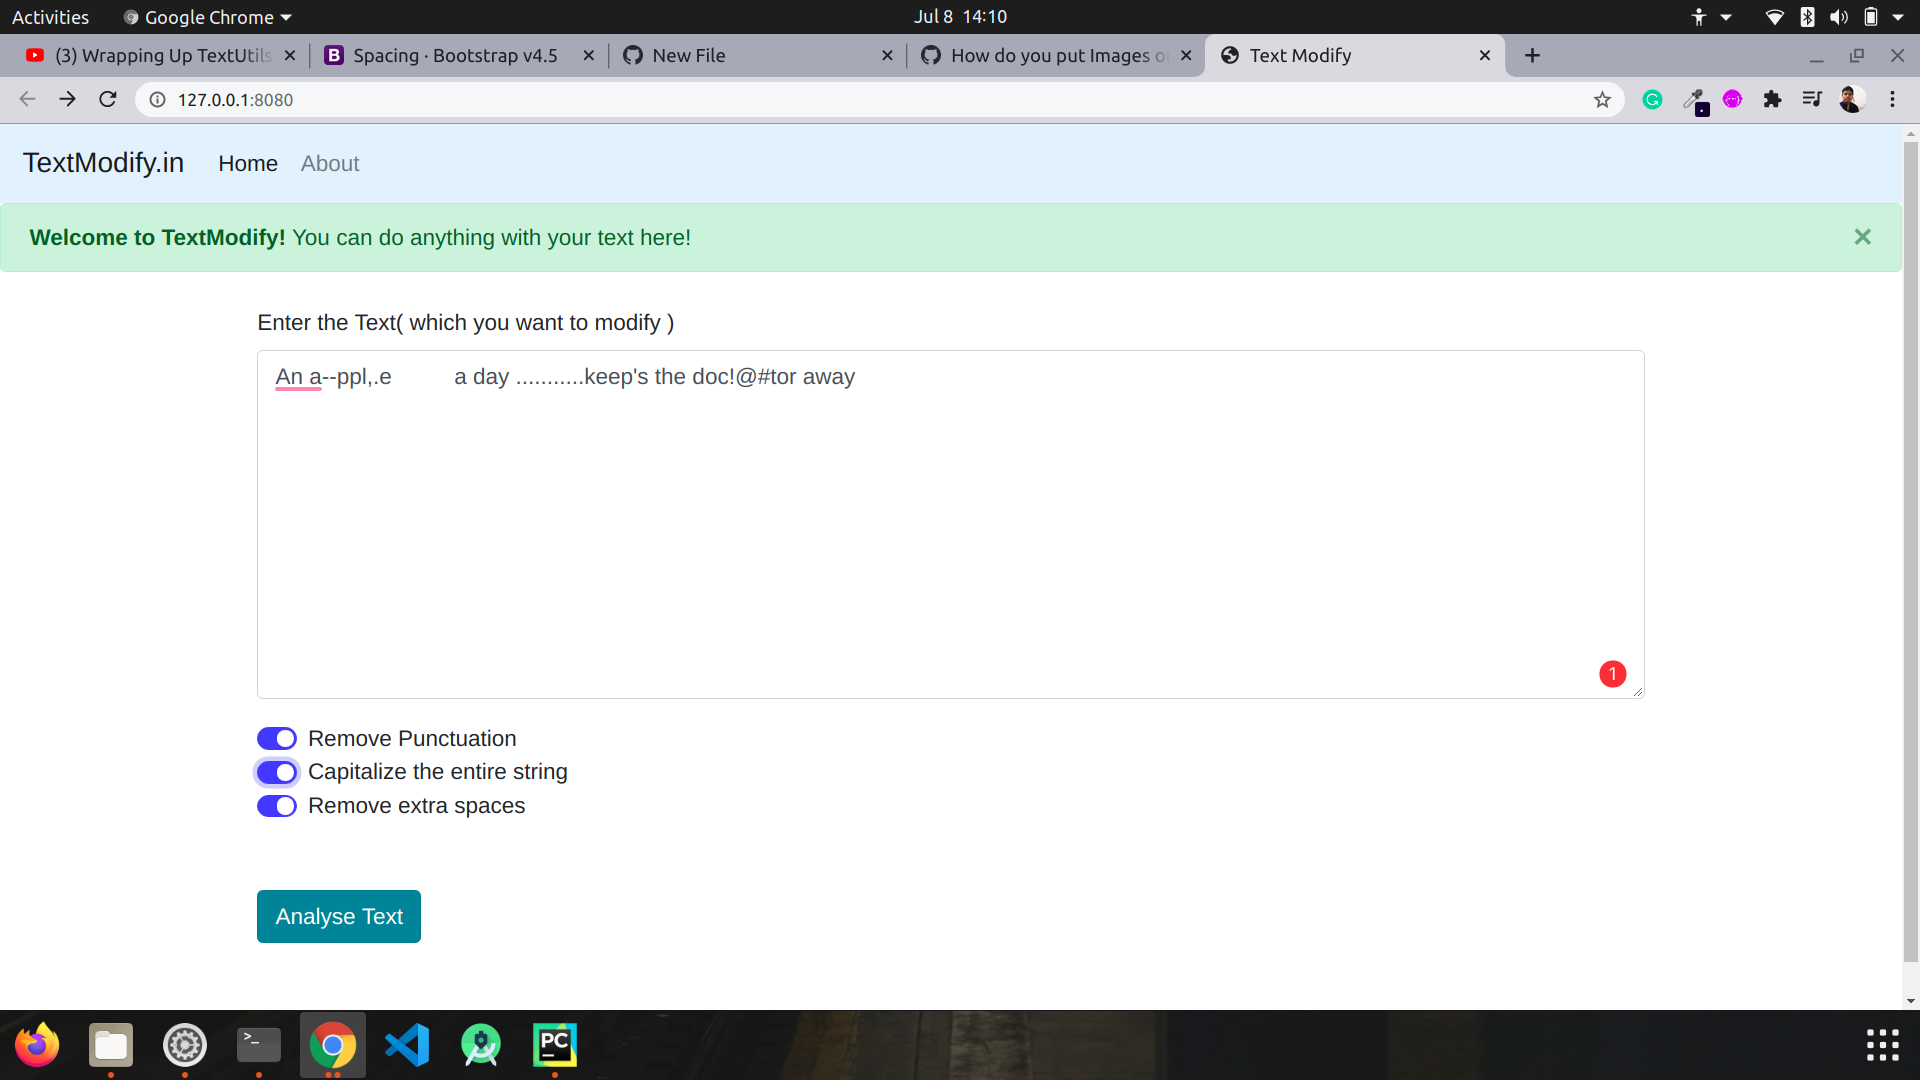 Activities Google Chrome Jul 8 14:10
(3) Wrapping Up TextUtils Spacing · Bootstrap v4.5 New File How do you put Images o Text Modify
127.0.0.1:8080
TextModify.in Home About
Welcome to TextModify! You can do anything with your text here!
Enter the Text( which you want to modify )
An a--ppl,.e a day ...........keep's the doc!@#tor away
1
Remove Punctuation
Capitalize the entire string
Remove extra spaces
Analyse Text
PC